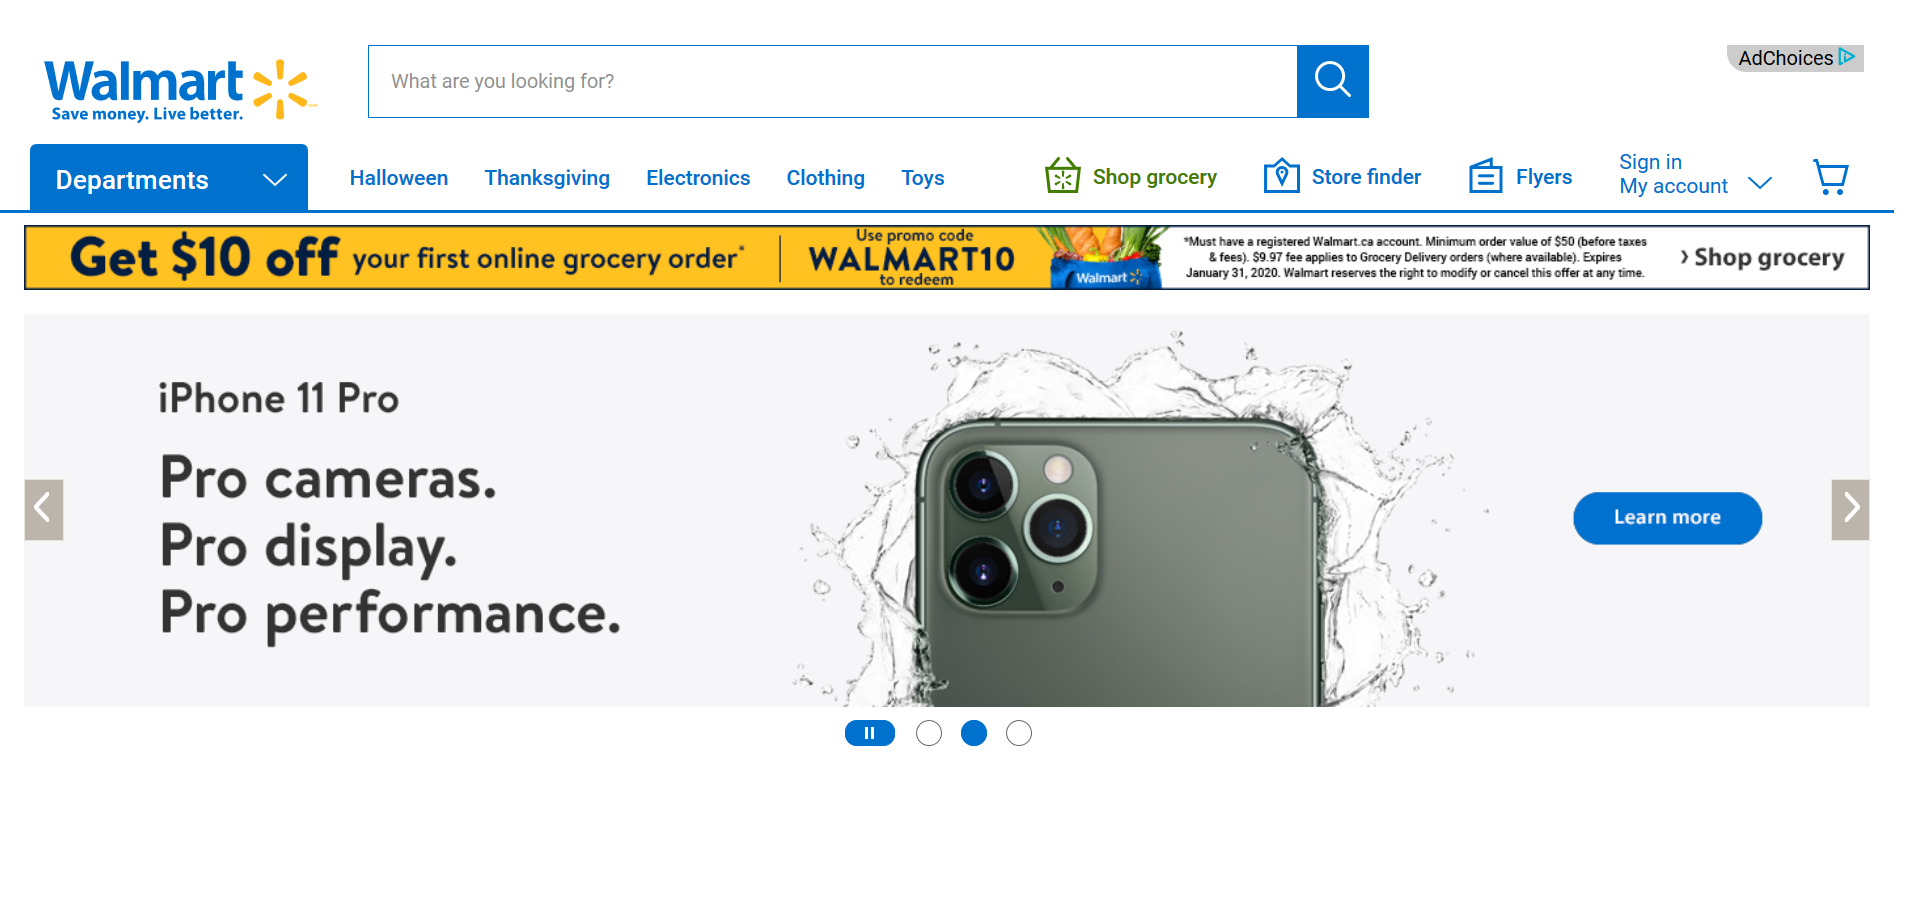 Walmart
Save money. Live better.
What are you looking for?
AdChoices
Departments
Halloween
Thanksgiving
Electronics
Clothing
Toys
Shop grocery
Store finder
Flyers
Sign in
My account
Get $10 off your first online grocery order*
Use promo code
WALMART10
to redeem
Walmart
*Must have a registered Walmart.ca account. Minimum order value of $50 (before taxes
& fees). $9.97 fee applies to Grocery Delivery orders (where available). Expires
January 31, 2020. Walmart reserves the right to modify or cancel this offer at any time.
› Shop grocery
iPhone 11 Pro
Pro cameras.
Pro display.
Pro performance.
Learn more